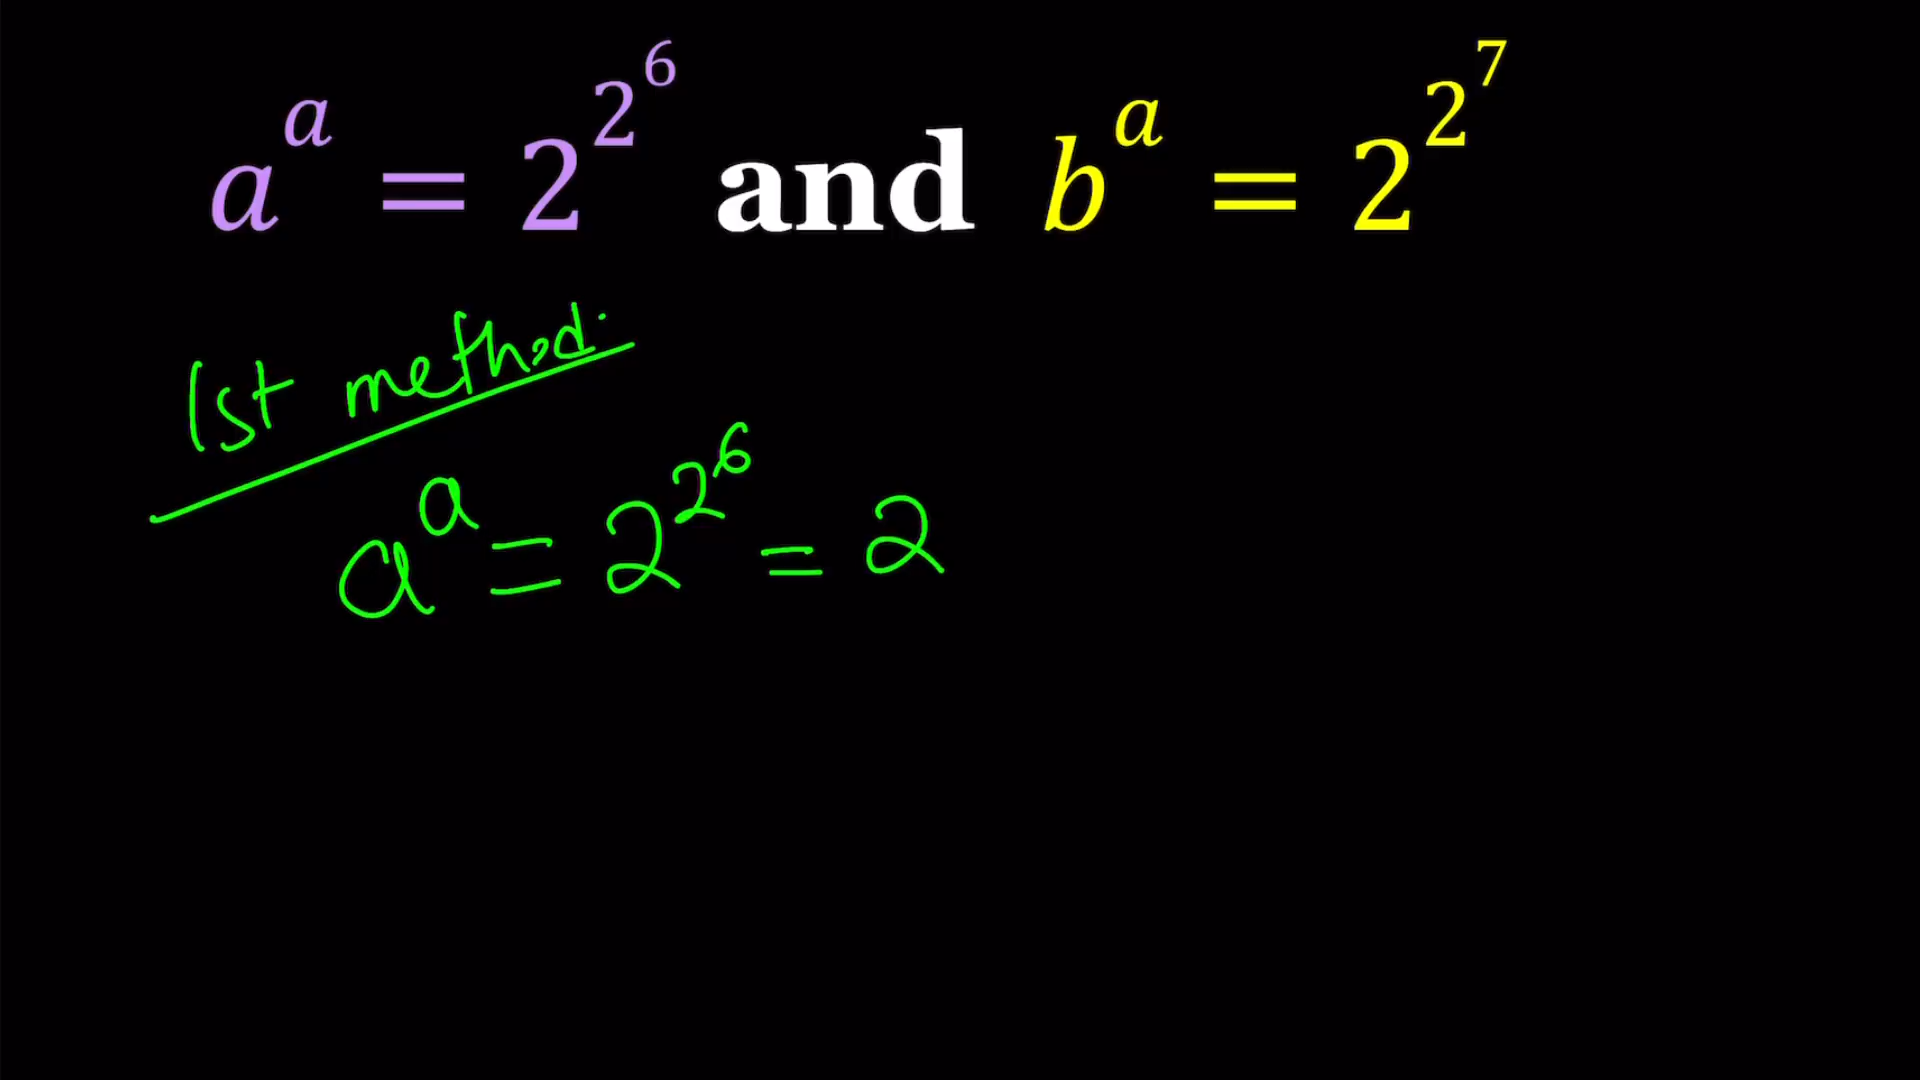 a^a = 2^{2^6} and b^a = 2^{2^7}
1st method:
a^a = 2^{2^6} = 2